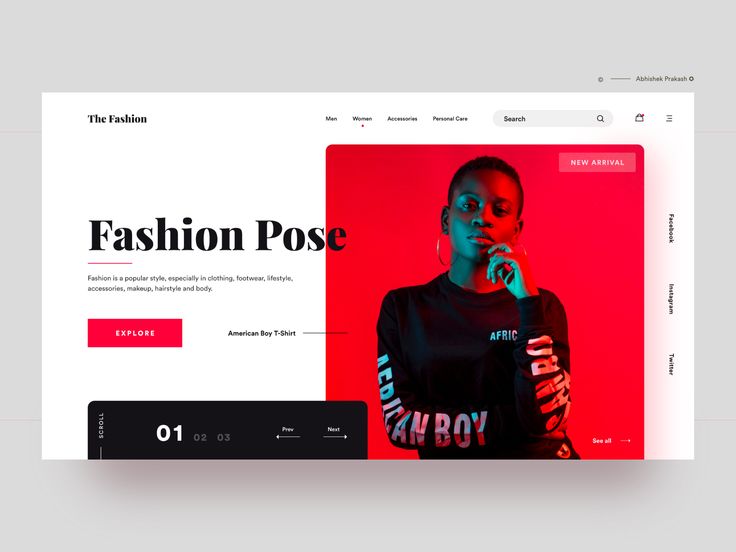 © Abhishek Prakash
The Fashion
Men Women Accessories Personal Care
Search
NEW ARRIVAL
Fashion Pose
Fashion is a popular style, especially in clothing, footwear, lifestyle,
accessories, makeup, hairstyle and body.
EXPLORE
American Boy T-Shirt
AFRIC
AFRICAN BOY
Facebook
Instagram
Twitter
SCROLL
01 02 03
Prev Next
See all